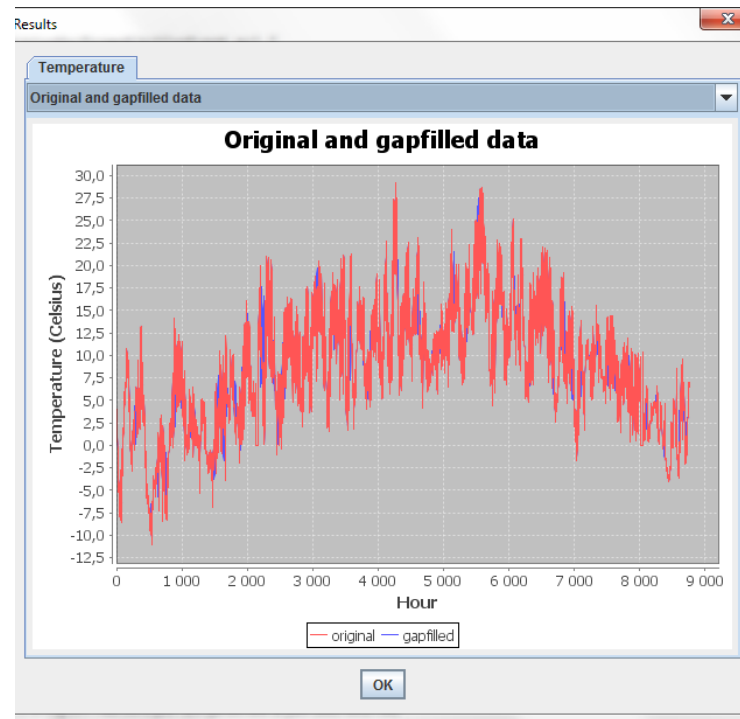 Results
Temperature
Original and gapfilled data
Original and gapfilled data
30,0
27,5
25,0
22,5
20,0
17,5
15,0
12,5
10,0
7,5
5,0
2,5
0,0
-2,5
-5,0
-7,5
-10,0
-12,5
Temperature (Celsius)
0 1 000 2 000 3 000 4 000 5 000 6 000 7 000 8 000 9 000
Hour
original gapfilled
OK